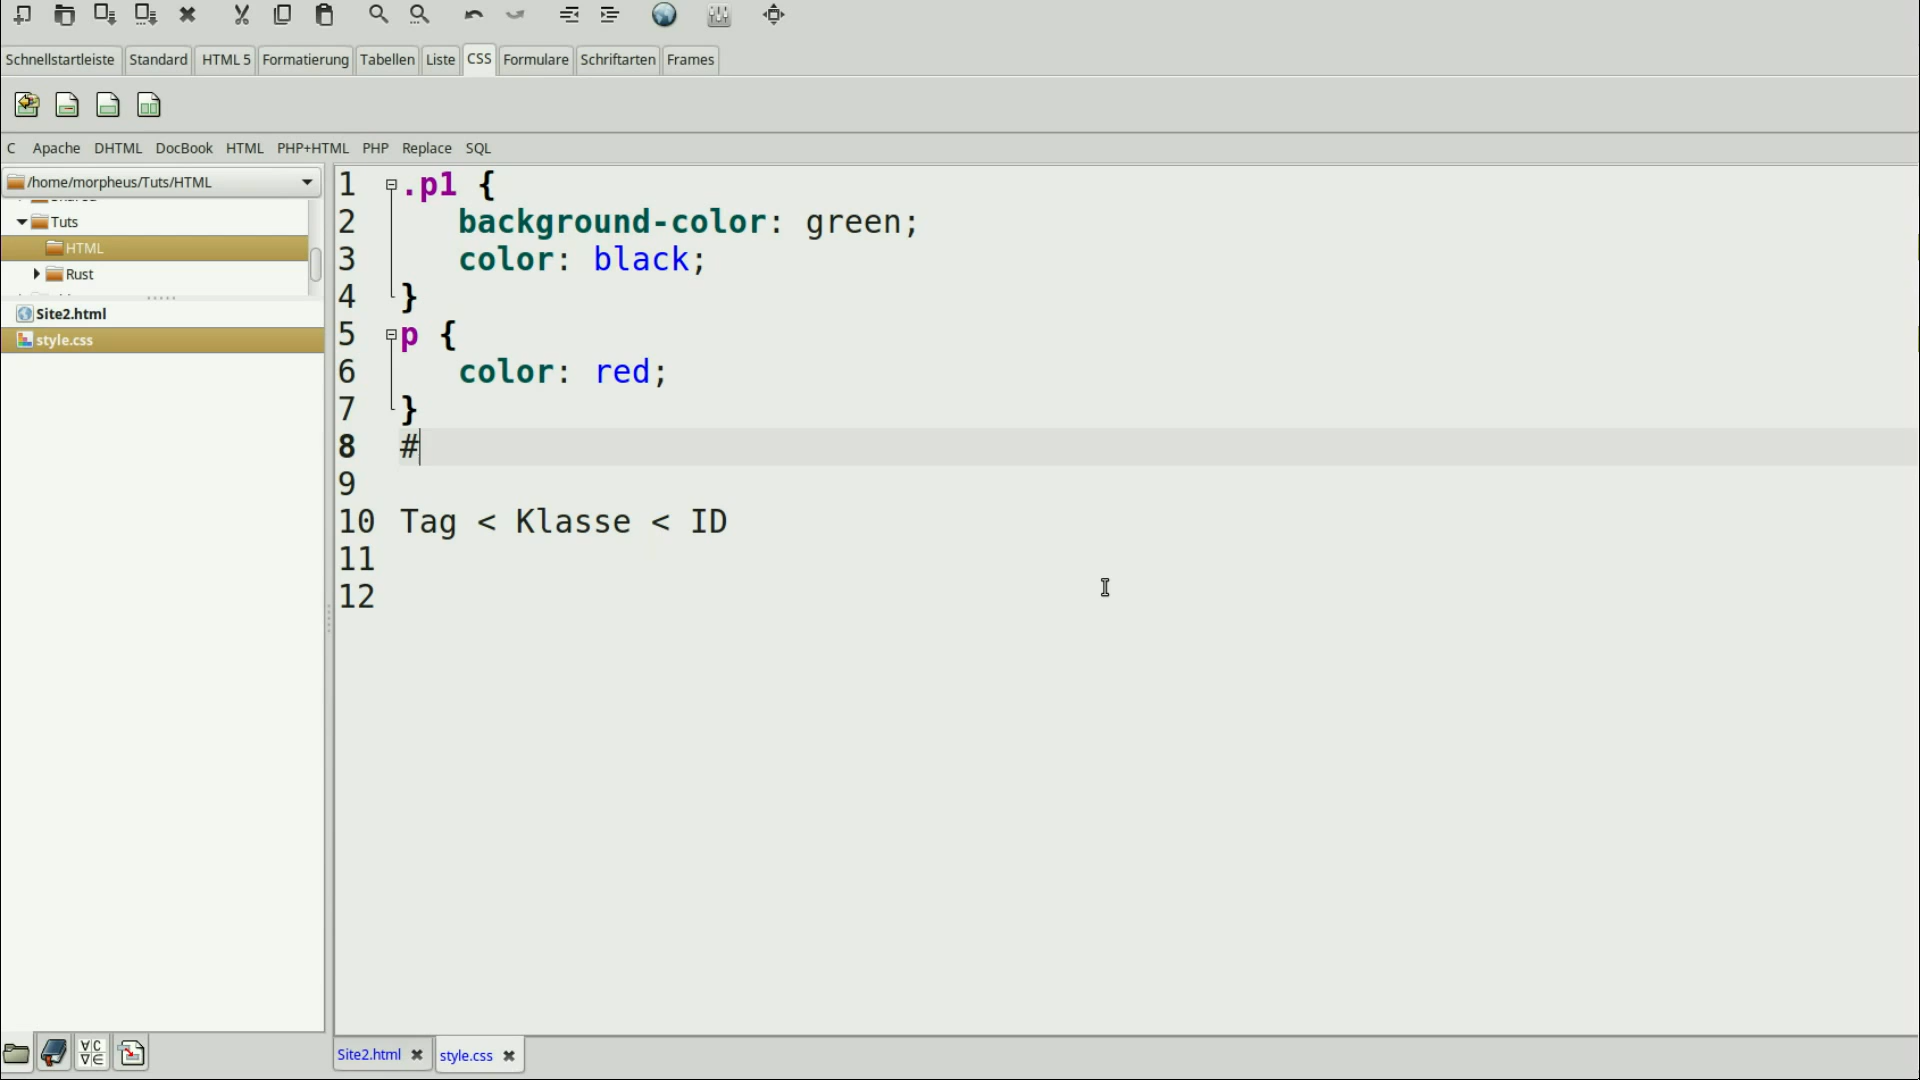 Schnellstartleiste Standard HTML 5 Formatierung Tabellen Liste CSS Formulare Schriftarten Frames
C Apache DHTML DocBook HTML PHP+HTML PHP Replace SQL
/home/morpheus/Tuts/HTML
Tuts
HTML
Rust
Site2.html
style.css
1 .p1 {
2 background-color: green;
3 color: black;
4 }
5 p {
6 color: red;
7 }
8 #
9
10 Tag < Klasse < ID
11
12
Site2.html style.css